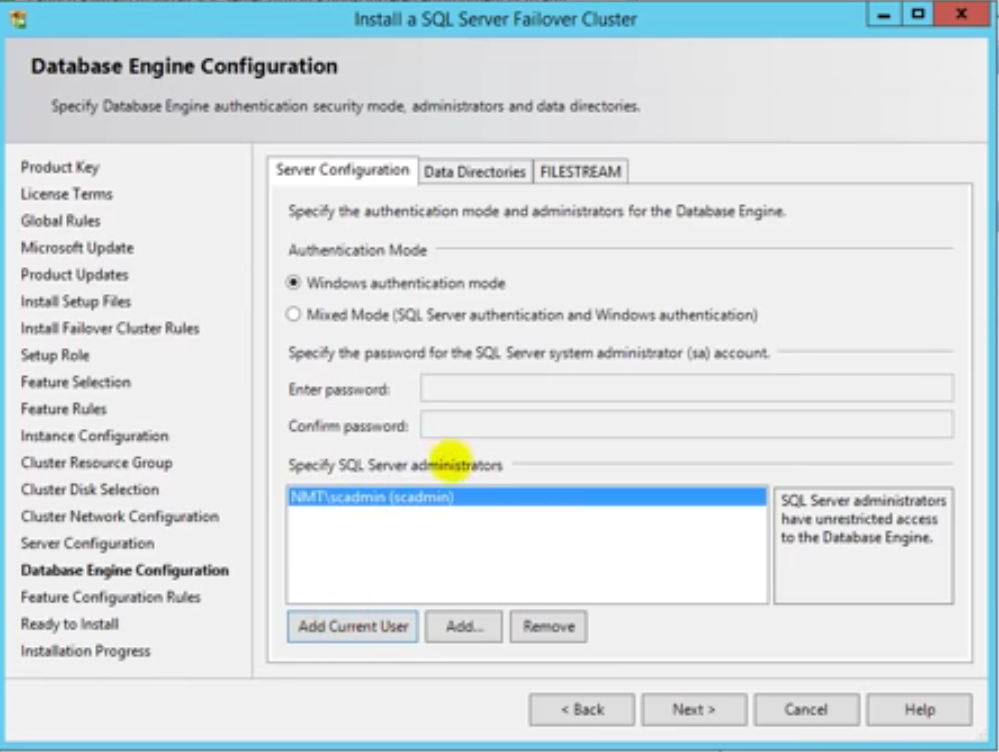 Install a SQL Server Failover Cluster
Database Engine Configuration
Specify Database Engine authentication security mode, administrators and data directories.
Product Key
License Terms
Global Rules
Microsoft Update
Product Updates
Install Setup Files
Install Failover Cluster Rules
Setup Role
Feature Selection
Feature Rules
Instance Configuration
Cluster Resource Group
Cluster Disk Selection
Cluster Network Configuration
Server Configuration
Database Engine Configuration
Feature Configuration Rules
Ready to Install
Installation Progress
Server Configuration Data Directories FILESTREAM
Specify the authentication mode and administrators for the Database Engine.
Authentication Mode
Windows authentication mode
Mixed Mode (SQL Server authentication and Windows authentication)
Specify the password for the SQL Server system administrator (sa) account.
Enter password:
Confirm password:
Specify SQL Server administrators
NMT\scadmin (scadmin)
SQL Server administrators
have unrestricted access
to the Database Engine.
Add Current User Add... Remove
< Back Next > Cancel Help